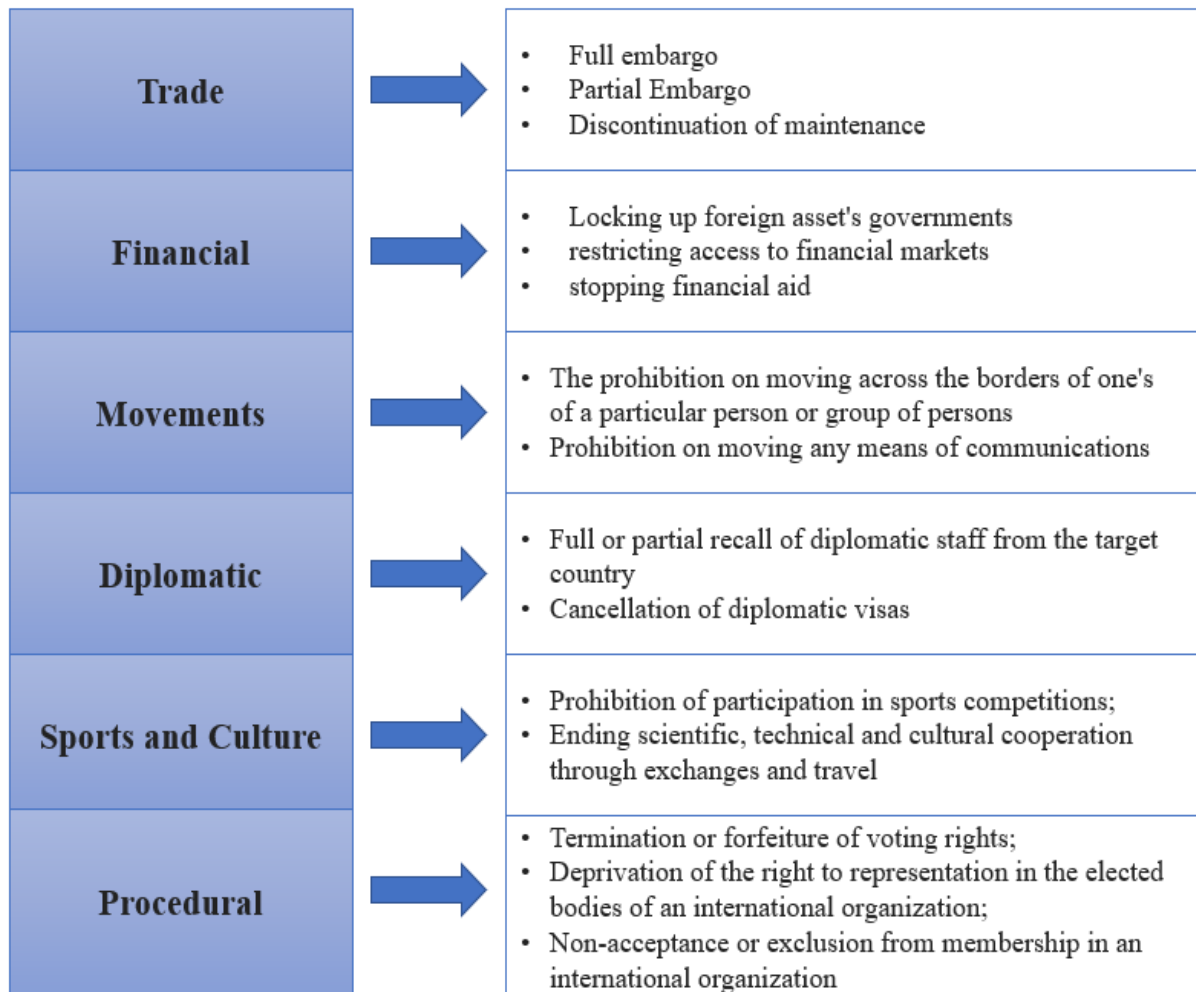 Trade
• Full embargo
• Partial Embargo
• Discontinuation of maintenance
Financial
• Locking up foreign asset's governments
• restricting access to financial markets
• stopping financial aid
Movements
• The prohibition on moving across the borders of one's
of a particular person or group of persons
• Prohibition on moving any means of communications
Diplomatic
• Full or partial recall of diplomatic staff from the target
country
• Cancellation of diplomatic visas
Sports and Culture
• Prohibition of participation in sports competitions;
• Ending scientific, technical and cultural cooperation
through exchanges and travel
Procedural
• Termination or forfeiture of voting rights;
• Deprivation of the right to representation in the elected
bodies of an international organization;
• Non-acceptance or exclusion from membership in an
international organization